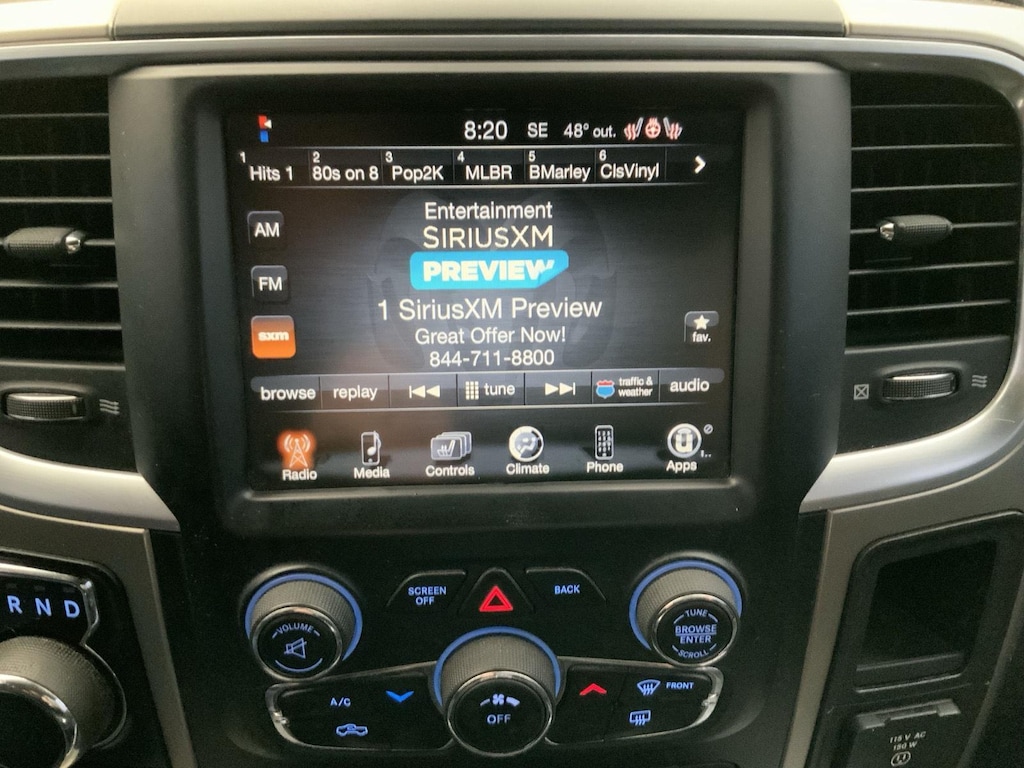 8:20 SE 48° out.
1 Hits 1 2 80s on 8 3 Pop2K 4 MLBR 5 BMarley 6 ClsVinyl
AM
FM
sxm
Entertainment
SIRIUSXM
PREVIEW
1 SiriusXM Preview
Great Offer Now!
844-711-8800
fav.
browse replay tune traffic & weather audio
Radio Media Controls Climate Phone Apps
R N D
SCREEN OFF
BACK
VOLUME
TUNE
BROWSE
ENTER
SCROLL
A/C
OFF
FRONT
115 V AC
150 W